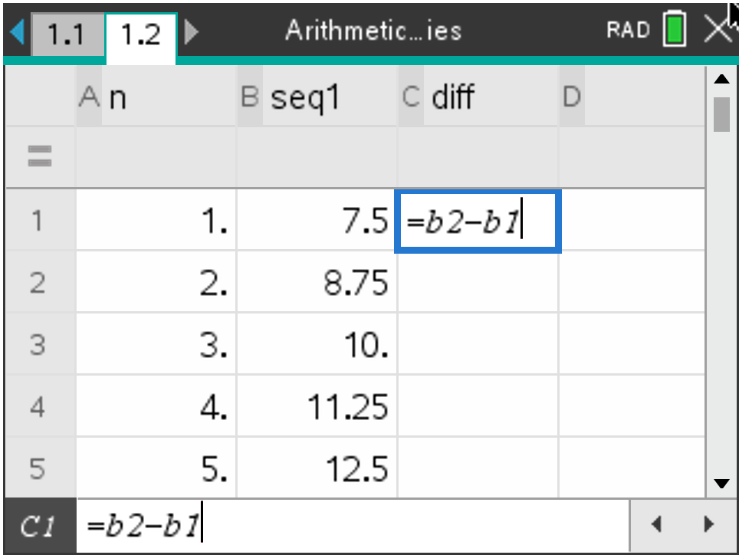 1.1 1.2 Arithmetic...ies RAD
A n B seq1 C diff D
=
1 1. 7.5 =b2−b1
2 2. 8.75
3 3. 10.
4 4. 11.25
5 5. 12.5
C1 =b2−b1